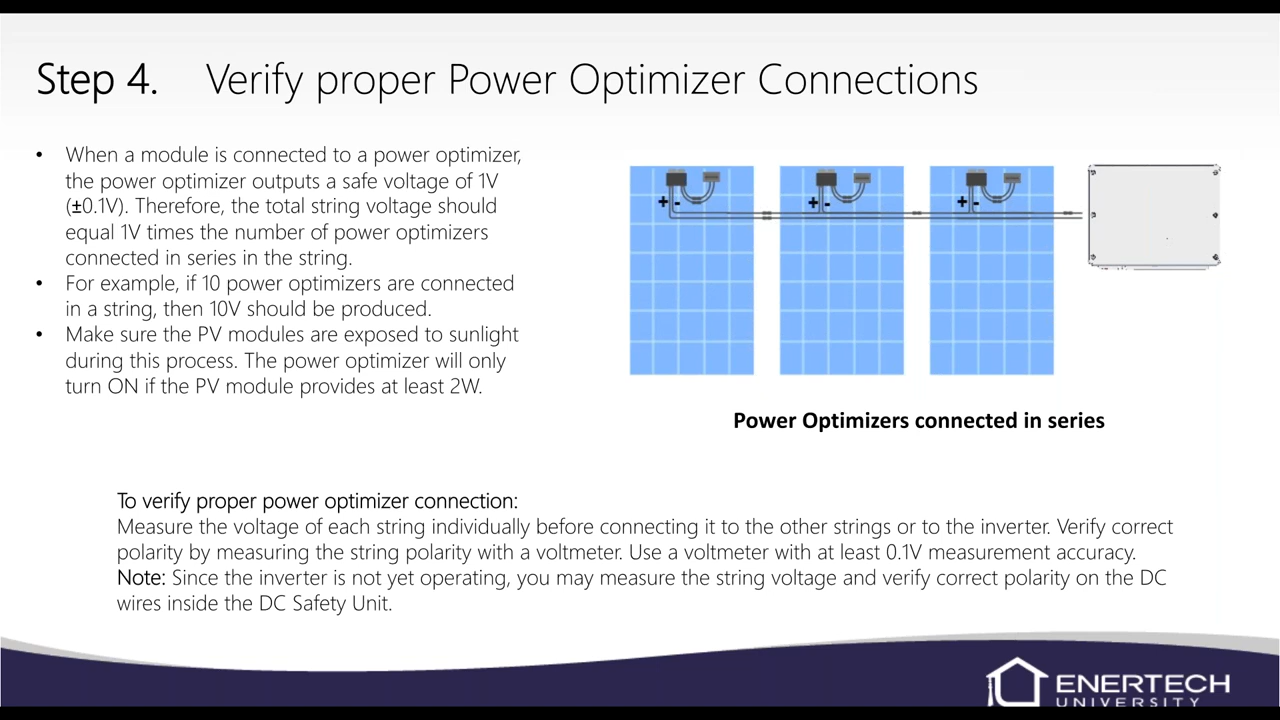 Step 4. Verify proper Power Optimizer Connections
• When a module is connected to a power optimizer,
the power optimizer outputs a safe voltage of 1V
(±0.1V). Therefore, the total string voltage should
equal 1V times the number of power optimizers
connected in series in the string.
• For example, if 10 power optimizers are connected
in a string, then 10V should be produced.
• Make sure the PV modules are exposed to sunlight
during this process. The power optimizer will only
turn ON if the PV module provides at least 2W.
+ - + - + -
Power Optimizers connected in series
To verify proper power optimizer connection:
Measure the voltage of each string individually before connecting it to the other strings or to the inverter. Verify correct
polarity by measuring the string polarity with a voltmeter. Use a voltmeter with at least 0.1V measurement accuracy.
Note: Since the inverter is not yet operating, you may measure the string voltage and verify correct polarity on the DC
wires inside the DC Safety Unit.
ENERTECH
UNIVERSITY